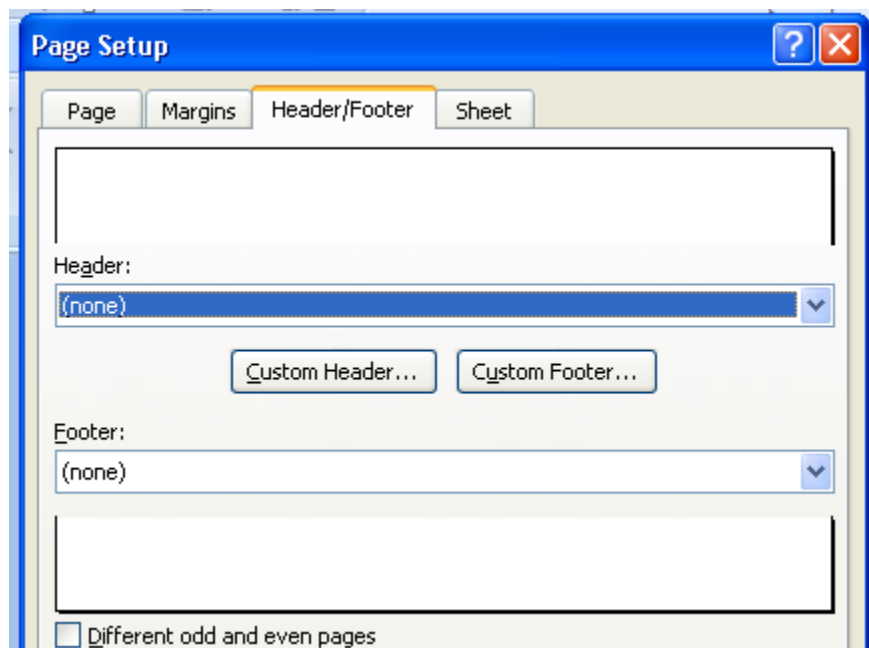 Page Setup
Page Margins Header/Footer Sheet
Header:
(none)
Custom Header... Custom Footer...
Footer:
(none)
Different odd and even pages